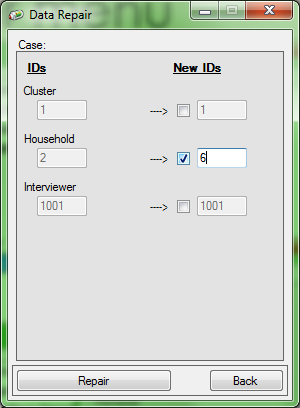 Data Repair
Case:
IDs New IDs
Cluster
1 ----> 1
Household
2 ----> 6
Interviewer
1001 ----> 1001
Repair Back